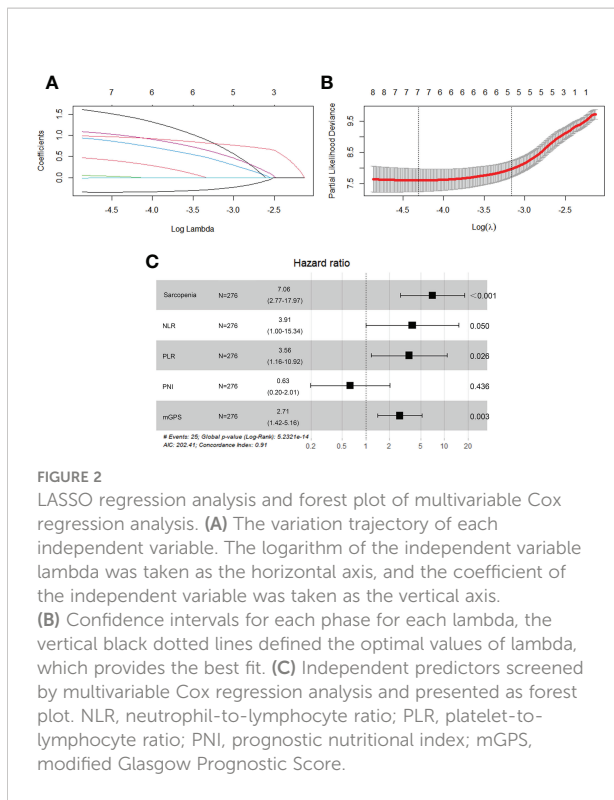 A
7 6 6 5 3
Coefficients
1.5
1.0
0.5
0.0
-4.5 -4.0 -3.5 -3.0 -2.5
Log Lambda
B
8 8 7 7 7 7 7 6 6 6 6 6 6 5 5 5 5 5 3 3 1 1
Partial Likelihood Deviance
9.5
8.5
7.5
-4.5 -4.0 -3.5 -3.0 -2.5
Log(λ)
C
Hazard ratio
Sarcopenia N=276 7.06 (2.77-17.97) <0.001
NLR N=276 3.91 (1.00-15.34) 0.050
PLR N=276 3.56 (1.16-10.92) 0.026
PNI N=276 0.63 (0.20-2.01) 0.436
mGPS N=276 2.71 (1.42-5.16) 0.003
# Events: 25; Global p-value (Log-Rank): 5.2321e-14
AIC: 202.41; Concordance Index: 0.91
0.2 0.5 1 2 5 10 20
FIGURE 2
LASSO regression analysis and forest plot of multivariable Cox
regression analysis. (A) The variation trajectory of each
independent variable. The logarithm of the independent variable
lambda was taken as the horizontal axis, and the coefficient of
the independent variable was taken as the vertical axis.
(B) Confidence intervals for each phase for each lambda, the
vertical black dotted lines defined the optimal values of lambda,
which provides the best fit. (C) Independent predictors screened
by multivariable Cox regression analysis and presented as forest
plot. NLR, neutrophil-to-lymphocyte ratio; PLR, platelet-to-
lymphocyte ratio; PNI, prognostic nutritional index; mGPS,
modified Glasgow Prognostic Score.